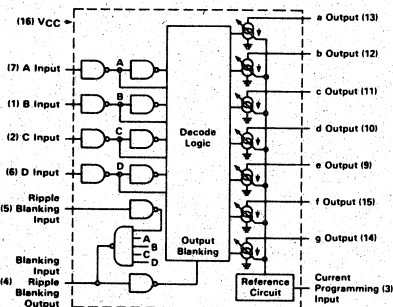 (16) VCC
a Output (13)
b Output (12)
(7) A Input
A
c Output (11)
(1) B Input
B
Decode
Logic
d Output (10)
(2) C Input
C
e Output (9)
(6) D Input
D
Ripple
(5) Blanking
Input
f Output (15)
A
B
C
D
Output
Blanking
g Output (14)
Blanking
Input
(4) Ripple
Blanking
Output
Reference
Circuit
Current
Programming (3)
Input